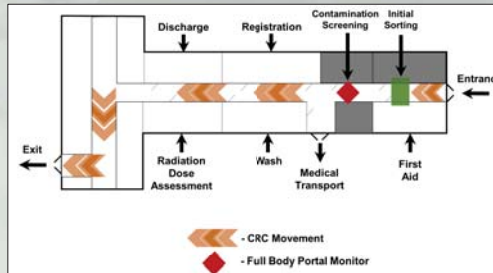 Contamination Screening
Initial Sorting
Discharge
Registration
Entrance
Exit
Radiation Dose Assessment
Wash
Medical Transport
First Aid
- CRC Movement
- Full Body Portal Monitor